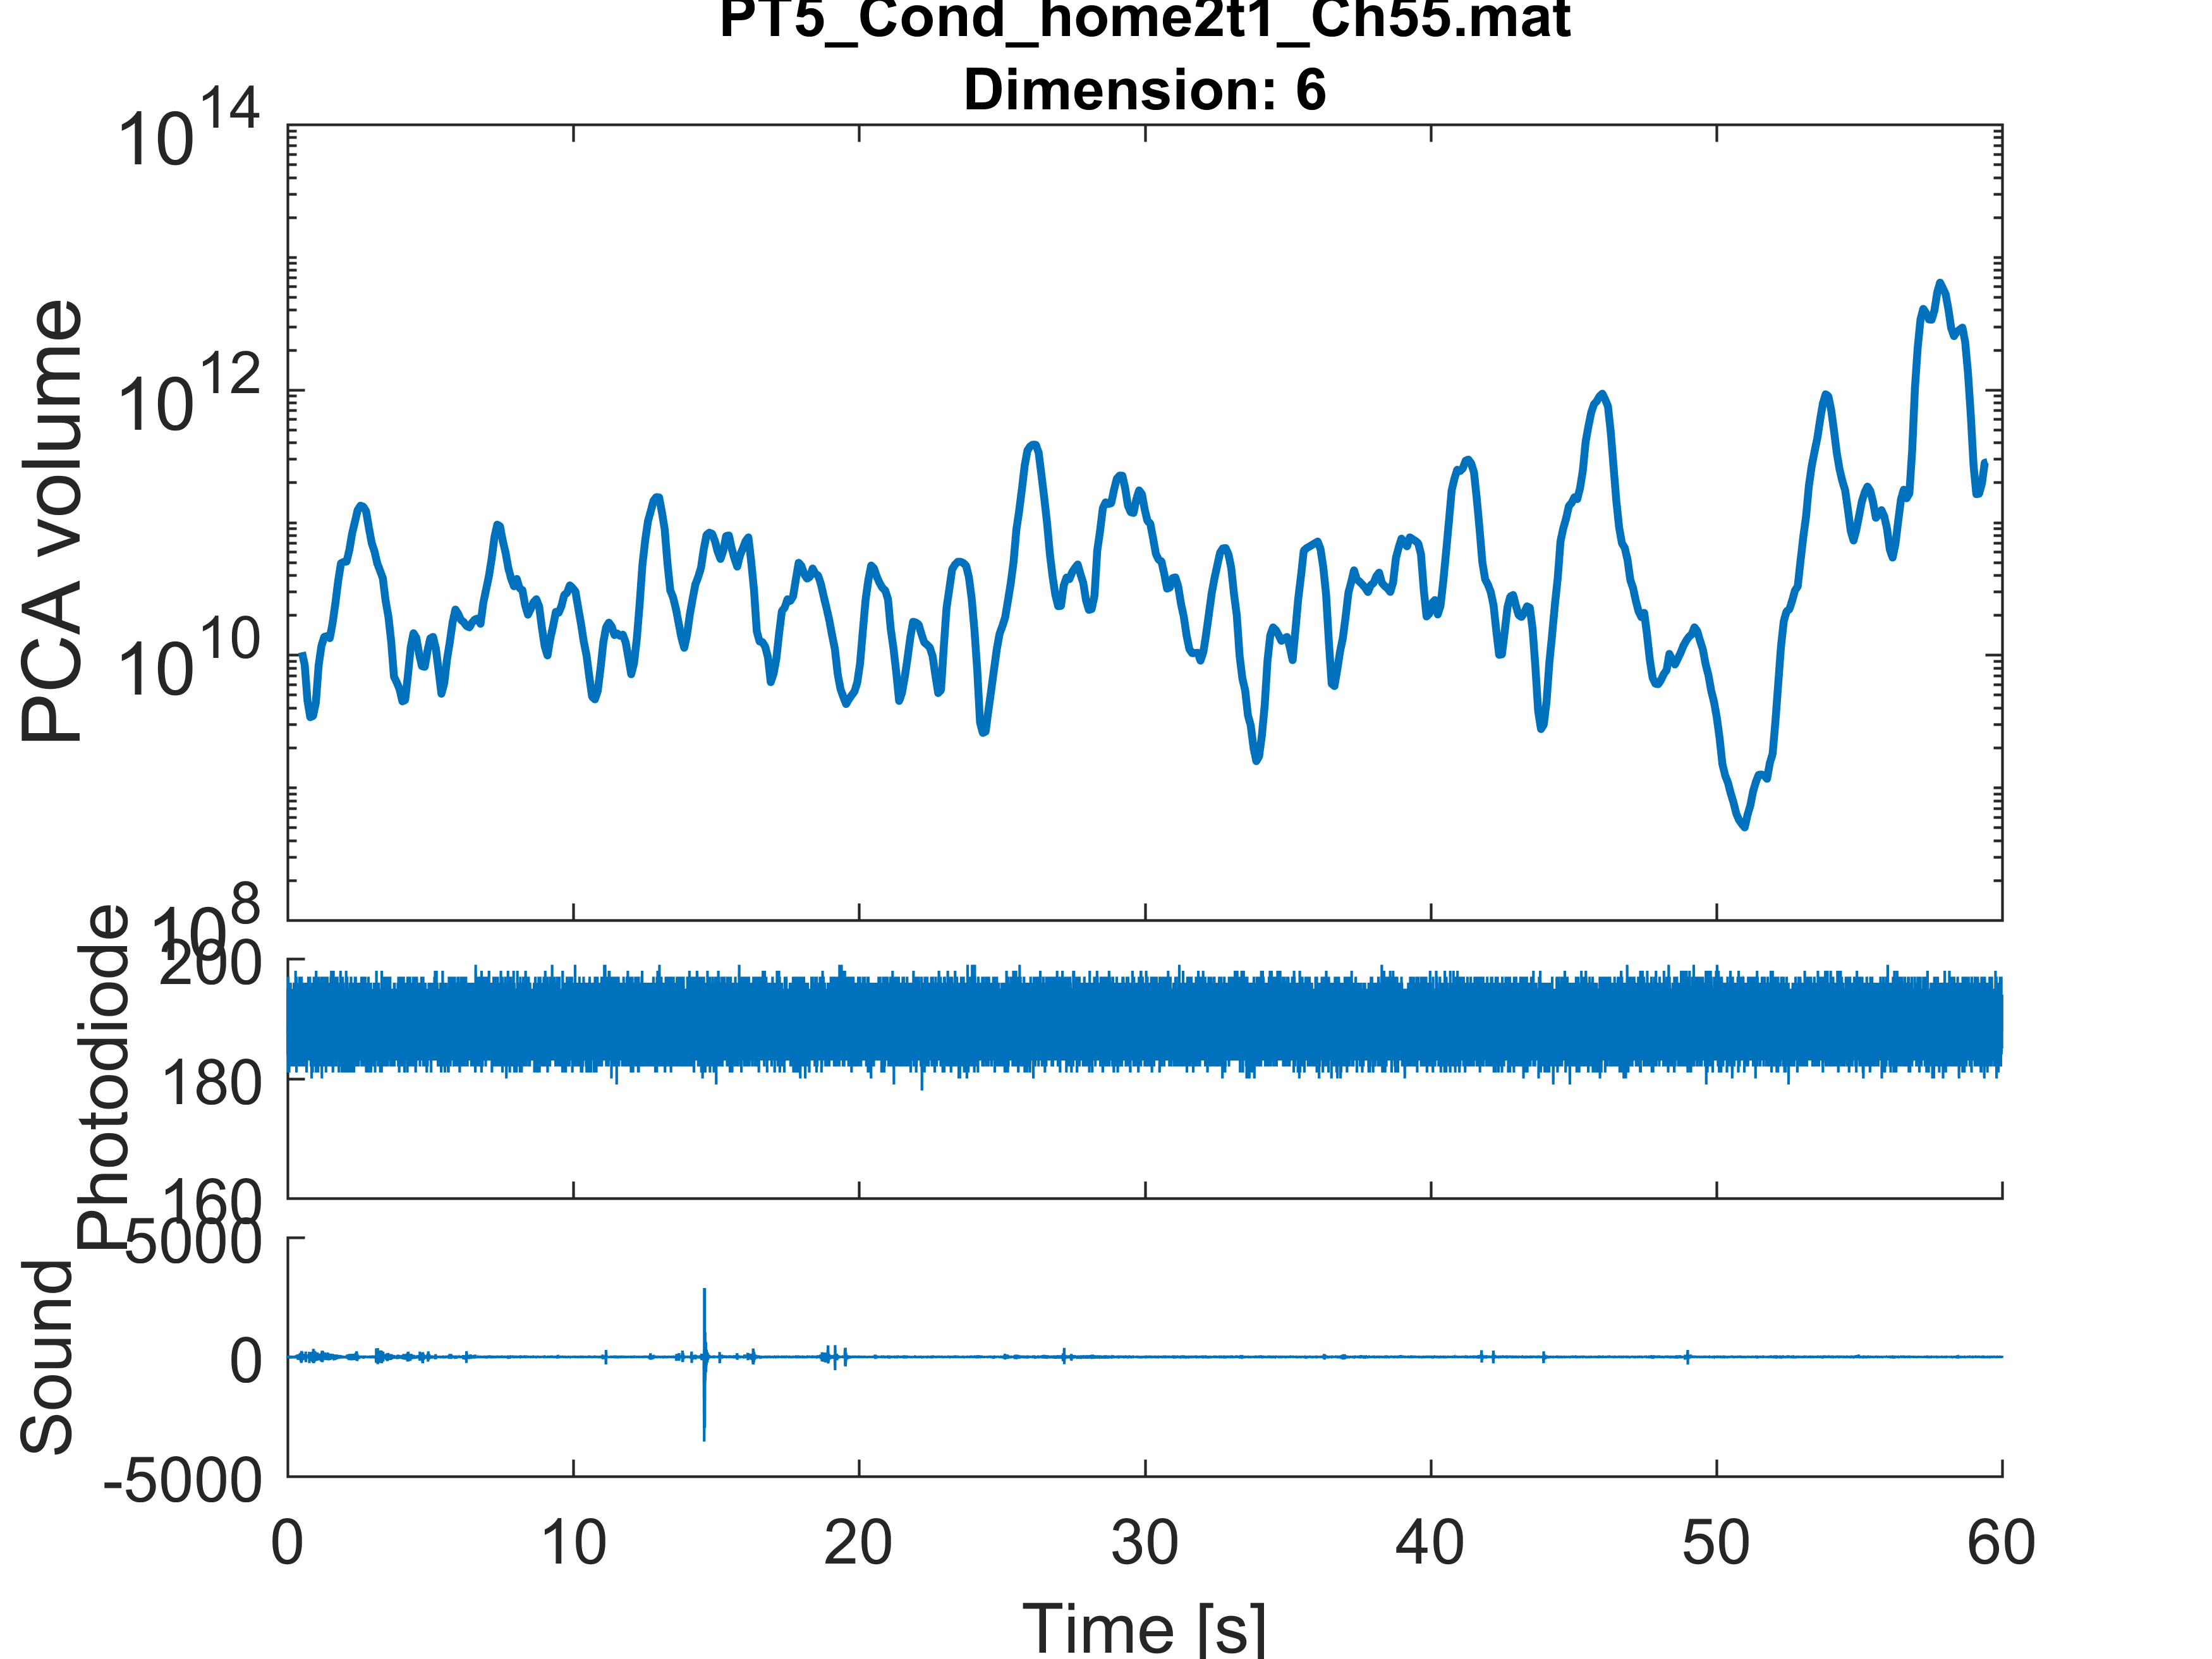 PT5_Cond_home2t1_Ch55.mat
Dimension: 6
PCA volume
10^14
10^12
10^10
10^8
Photodiode
200
180
160
Sound
5000
0
-5000
0 10 20 30 40 50 60
Time [s]